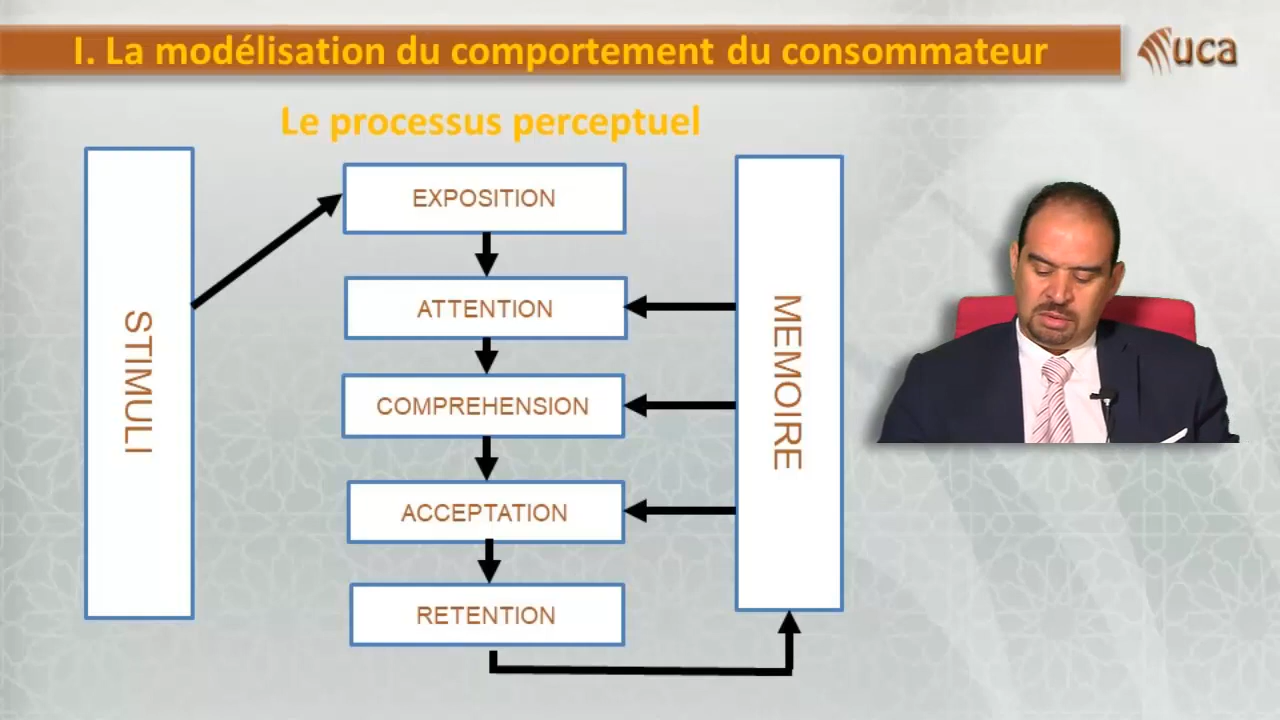 I. La modélisation du comportement du consommateur
uca
Le processus perceptuel
STIMULI
EXPOSITION
ATTENTION
COMPREHENSION
ACCEPTATION
RETENTION
MEMOIRE